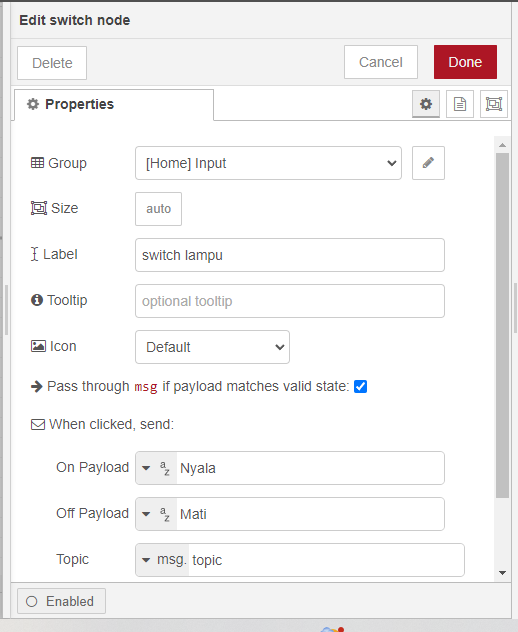 Edit switch node
Delete
Cancel
Done
Properties
Group
[Home] Input
Size
auto
Label
switch lampu
Tooltip
optional tooltip
Icon
Default
Pass through msg if payload matches valid state:
When clicked, send:
On Payload
a z
Nyala
Off Payload
a z
Mati
Topic
msg. topic
Enabled